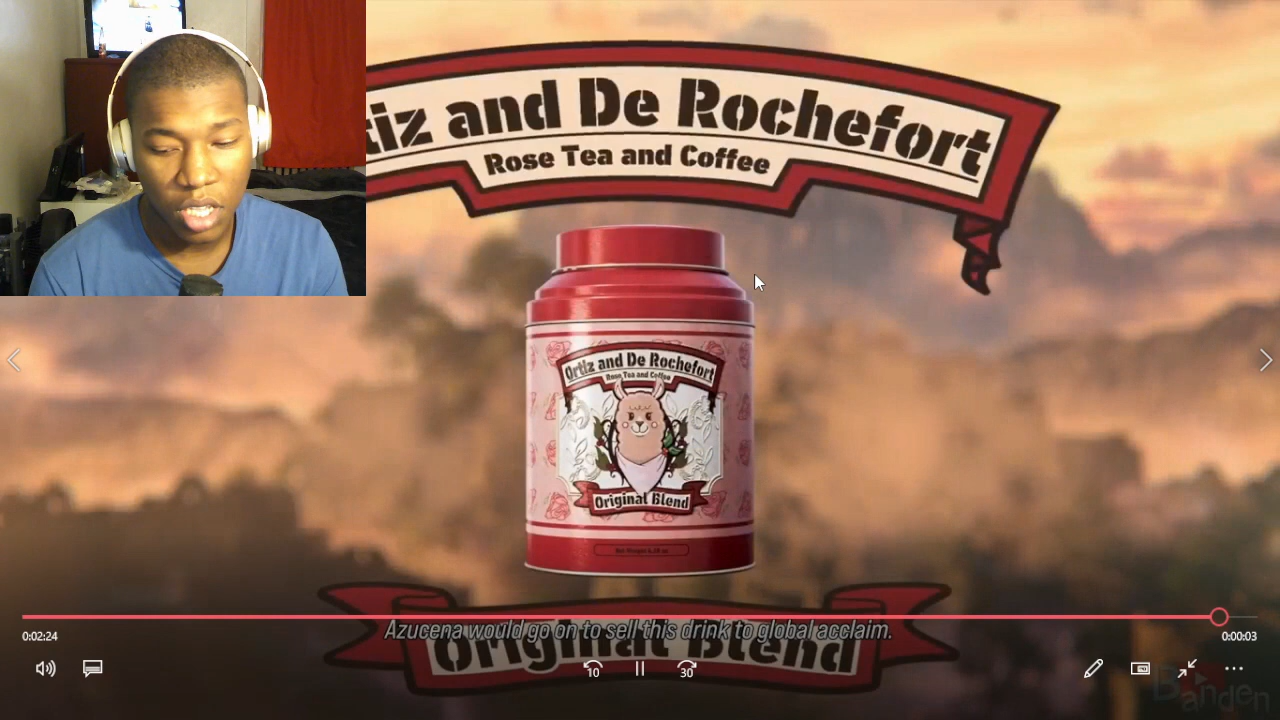 tiz and De Rochefort
Rose Tea and Coffee
Ortiz and De Rochefort
Rose Tea and Coffee
Original Blend
Azucena would go on to sell this drink to global acclaim.
Original Blend
0:02:24
0:00:03
10
30
Banden